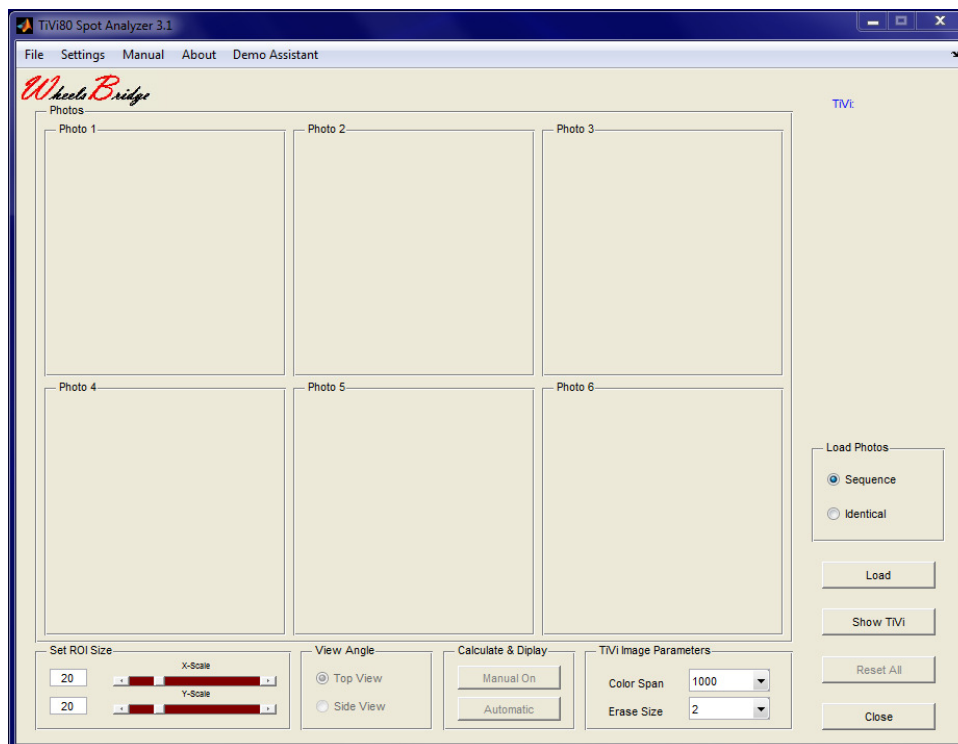 TiVi80 Spot Analyzer 3.1
File Settings Manual About Demo Assistant
WheelsBridge
TiVi:
Photos
Photo 1
Photo 2
Photo 3
Photo 4
Photo 5
Photo 6
Load Photos
Sequence
Identical
Load
Show TiVi
Reset All
Close
Set ROI Size
X-Scale
20
Y-Scale
20
View Angle
Top View
Side View
Calculate & Diplay
Manual On
Automatic
TiVi Image Parameters
Color Span 1000
Erase Size 2